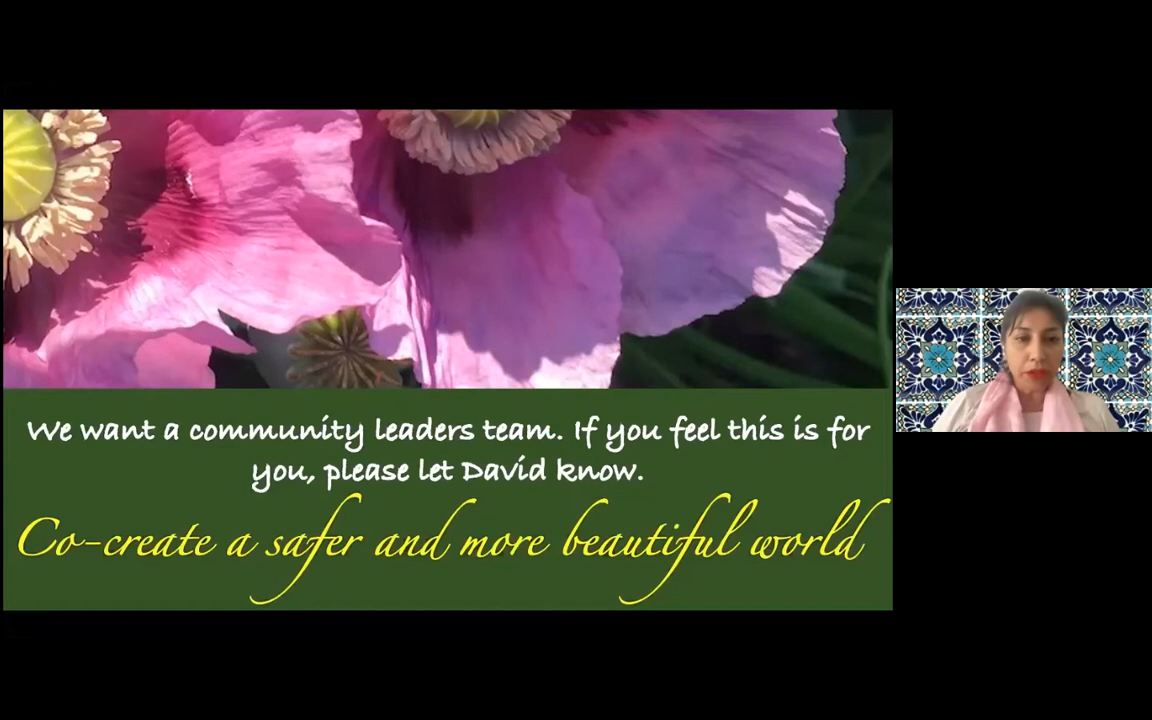 We want a community leaders team. If you feel this is for
you, please let David know.
Co-create a safer and more beautiful world